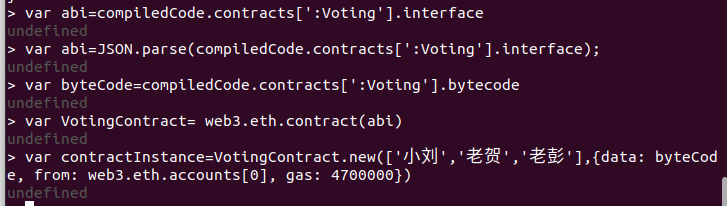 > var abi=compiledCode.contracts[':Voting'].interface
undefined
> var abi=JSON.parse(compiledCode.contracts[':Voting'].interface);
undefined
> var byteCode=compiledCode.contracts[':Voting'].bytecode
undefined
> var VotingContract= web3.eth.contract(abi)
undefined
> var contractInstance=VotingContract.new(['小刘','老贺','老彭'],{data: byteCod
e, from: web3.eth.accounts[0], gas: 4700000})
undefined